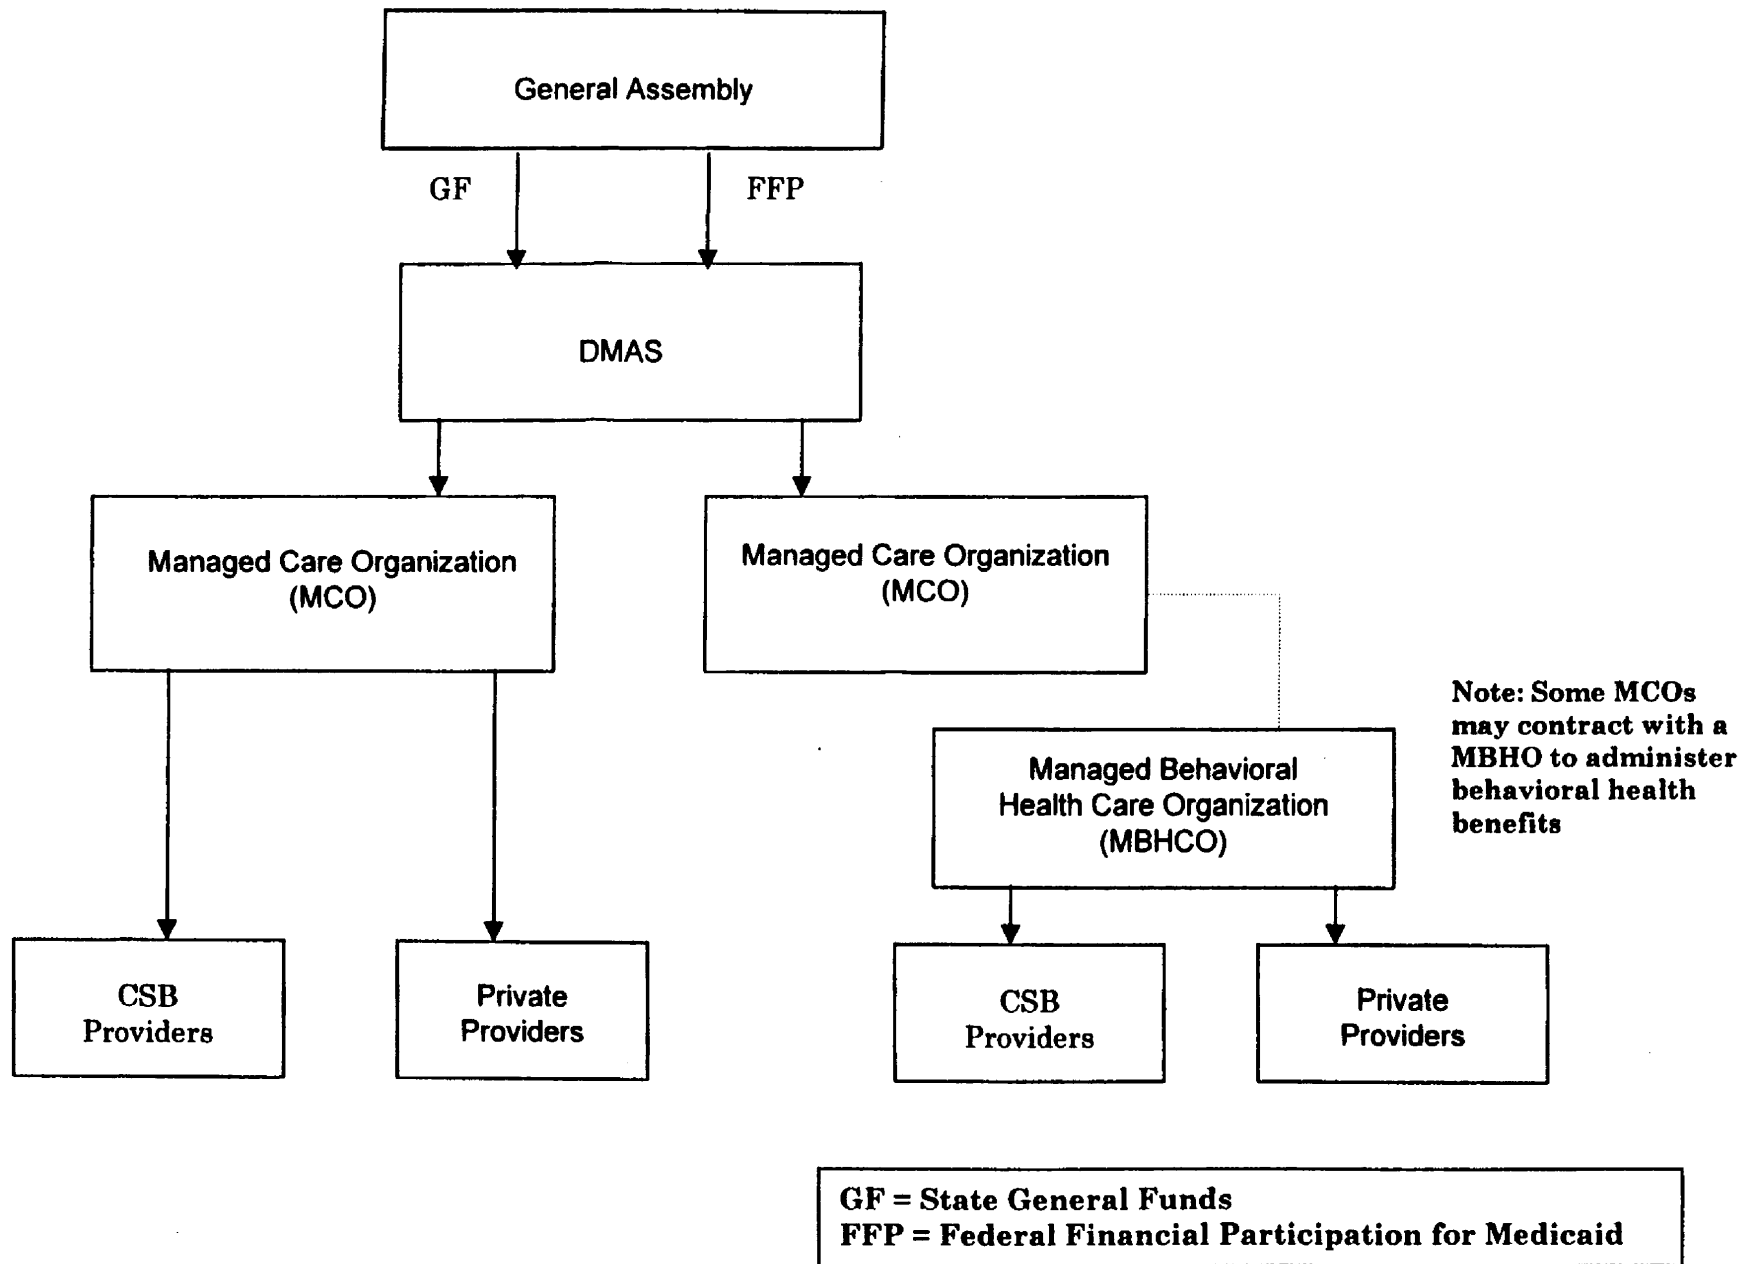 General Assembly
GF
FFP
DMAS
Managed Care Organization
(MCO)
Managed Care Organization
(MCO)
Note: Some MCOs
may contract with a
MBHO to administer
behavioral health
benefits
Managed Behavioral
Health Care Organization
(MBHCO)
CSB
Providers
Private
Providers
CSB
Providers
Private
Providers
GF = State General Funds
FFP = Federal Financial Participation for Medicaid